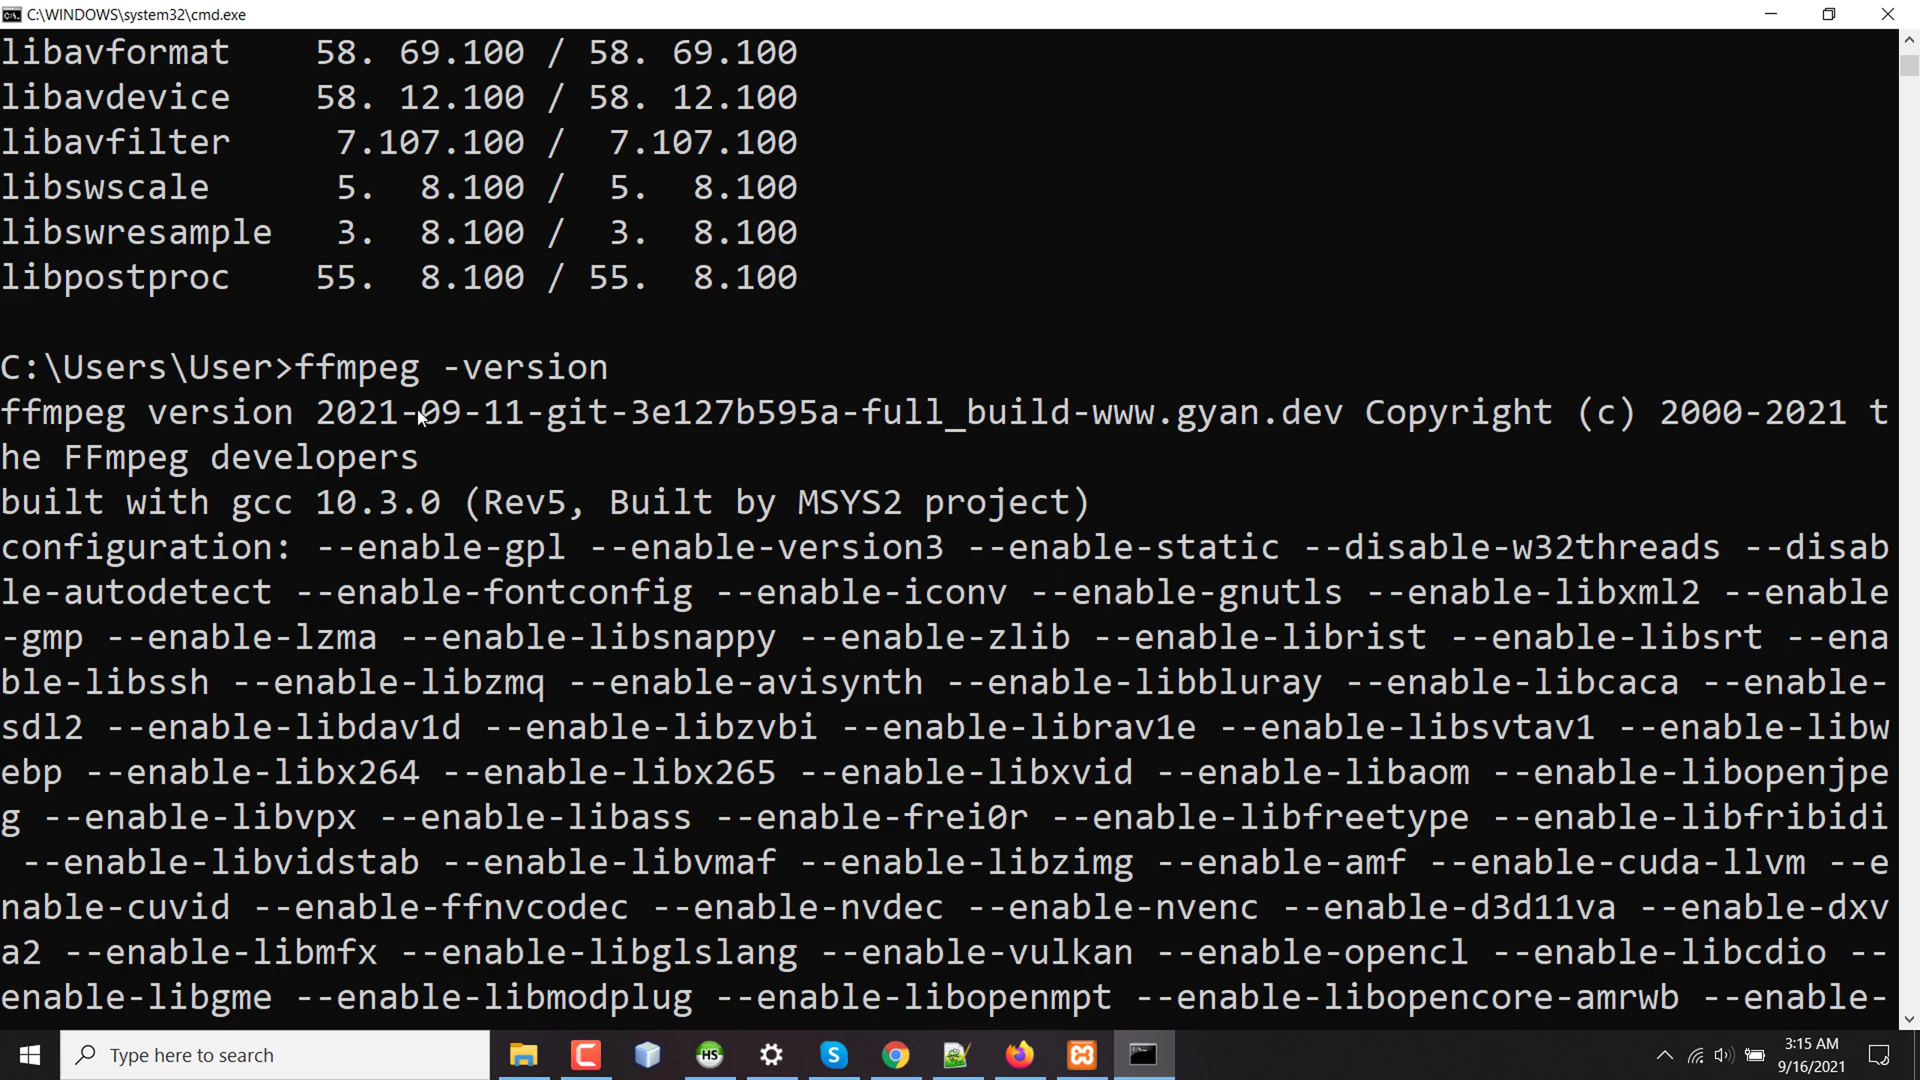 C:\WINDOWS\system32\cmd.exe
libavformat    58. 69.100 / 58. 69.100
libavdevice    58. 12.100 / 58. 12.100
libavfilter     7.107.100 /  7.107.100
libswscale      5.  8.100 /  5.  8.100
libswresample   3.  8.100 /  3.  8.100
libpostproc    55.  8.100 / 55.  8.100
C:\Users\User>ffmpeg -version
ffmpeg version 2021-09-11-git-3e127b595a-full_build-www.gyan.dev Copyright (c) 2000-2021 t
he FFmpeg developers
built with gcc 10.3.0 (Rev5, Built by MSYS2 project)
configuration: --enable-gpl --enable-version3 --enable-static --disable-w32threads --disab
le-autodetect --enable-fontconfig --enable-iconv --enable-gnutls --enable-libxml2 --enable
-gmp --enable-lzma --enable-libsnappy --enable-zlib --enable-librist --enable-libsrt --ena
ble-libssh --enable-libzmq --enable-avisynth --enable-libbluray --enable-libcaca --enable-
sdl2 --enable-libdav1d --enable-libzvbi --enable-librav1e --enable-libsvtav1 --enable-libw
ebp --enable-libx264 --enable-libx265 --enable-libxvid --enable-libaom --enable-libopenjpe
g --enable-libvpx --enable-libass --enable-frei0r --enable-libfreetype --enable-libfribidi
 --enable-libvidstab --enable-libvmaf --enable-libzimg --enable-amf --enable-cuda-llvm --e
nable-cuvid --enable-ffnvcodec --enable-nvdec --enable-nvenc --enable-d3d11va --enable-dxv
a2 --enable-libmfx --enable-libglslang --enable-vulkan --enable-opencl --enable-libcdio --
enable-libgme --enable-libmodplug --enable-libopenmpt --enable-libopencore-amrwb --enable-
Type here to search
HS
3:15 AM
9/16/2021